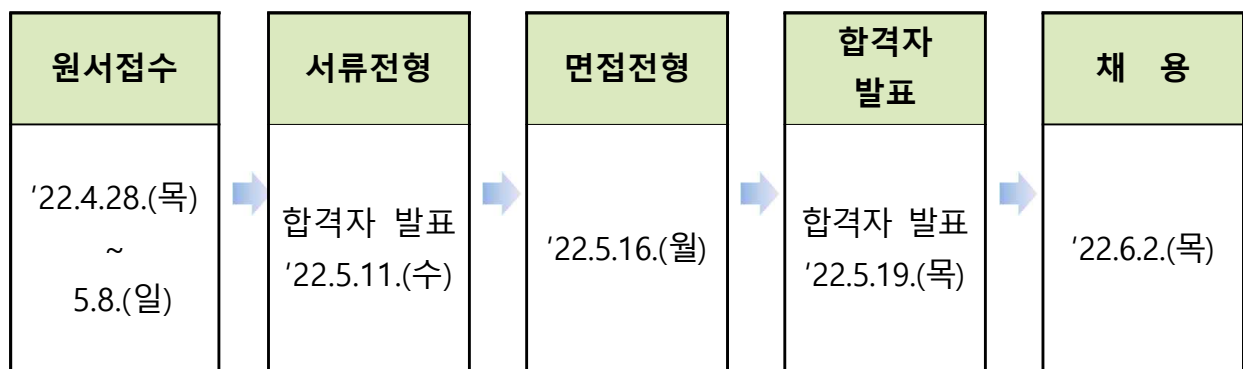 원서접수
'22.4.28.(목)
~
5.8.(일)
서류전형
합격자 발표
'22.5.11.(수)
면접전형
'22.5.16.(월)
합격자
발표
합격자 발표
'22.5.19.(목)
채 용
'22.6.2.(목)